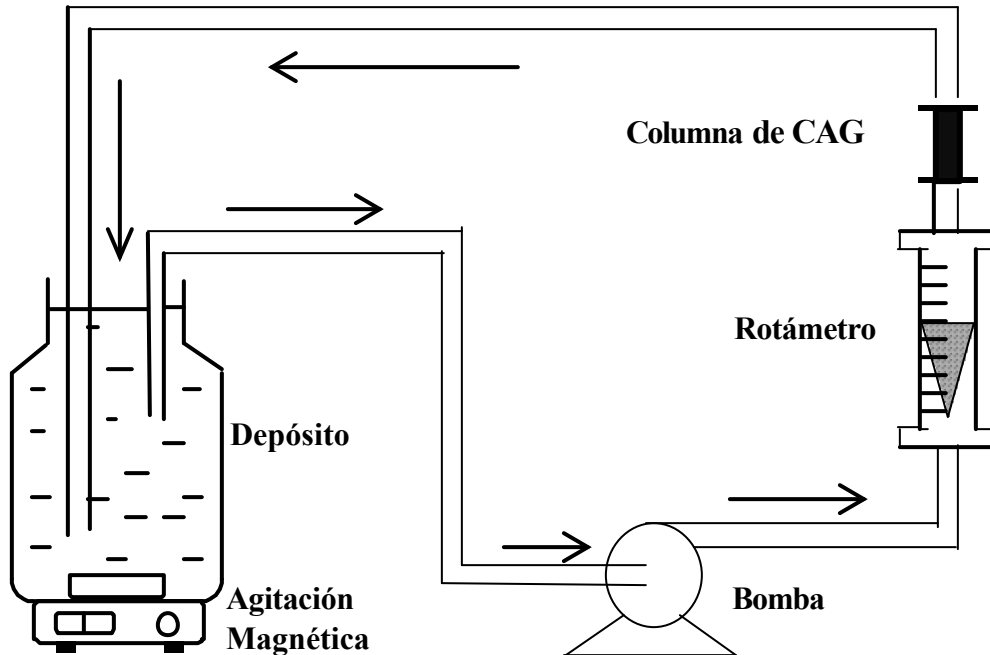 Columna de CAG
Rotámetro
Depósito
Agitación
Magnética
Bomba